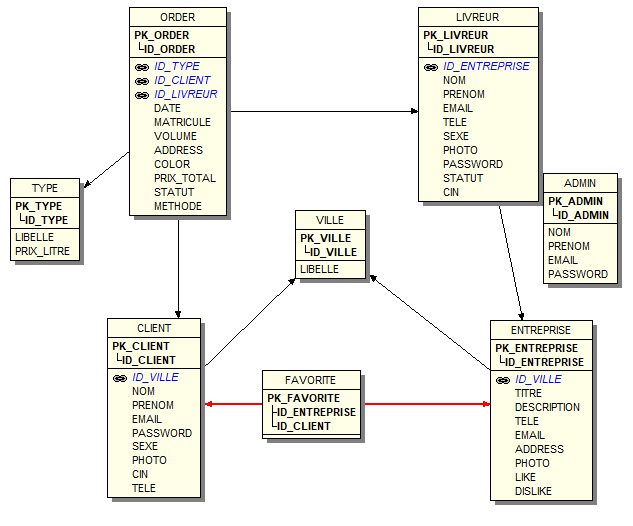 ORDER
PK_ORDER
ID_ORDER
ID_TYPE
ID_CLIENT
ID_LIVREUR
DATE
MATRICULE
VOLUME
ADDRESS
COLOR
PRIX_TOTAL
STATUT
METHODE
LIVREUR
PK_LIVREUR
ID_LIVREUR
ID_ENTREPRISE
NOM
PRENOM
EMAIL
TELE
SEXE
PHOTO
PASSWORD
STATUT
CIN
TYPE
PK_TYPE
ID_TYPE
LIBELLE
PRIX_LITRE
ADMIN
PK_ADMIN
ID_ADMIN
NOM
PRENOM
EMAIL
PASSWORD
VILLE
PK_VILLE
ID_VILLE
LIBELLE
CLIENT
PK_CLIENT
ID_CLIENT
ID_VILLE
NOM
PRENOM
EMAIL
PASSWORD
SEXE
PHOTO
CIN
TELE
FAVORITE
PK_FAVORITE
ID_ENTREPRISE
ID_CLIENT
ENTREPRISE
PK_ENTREPRISE
ID_ENTREPRISE
ID_VILLE
TITRE
DESCRIPTION
TELE
EMAIL
ADDRESS
PHOTO
LIKE
DISLIKE